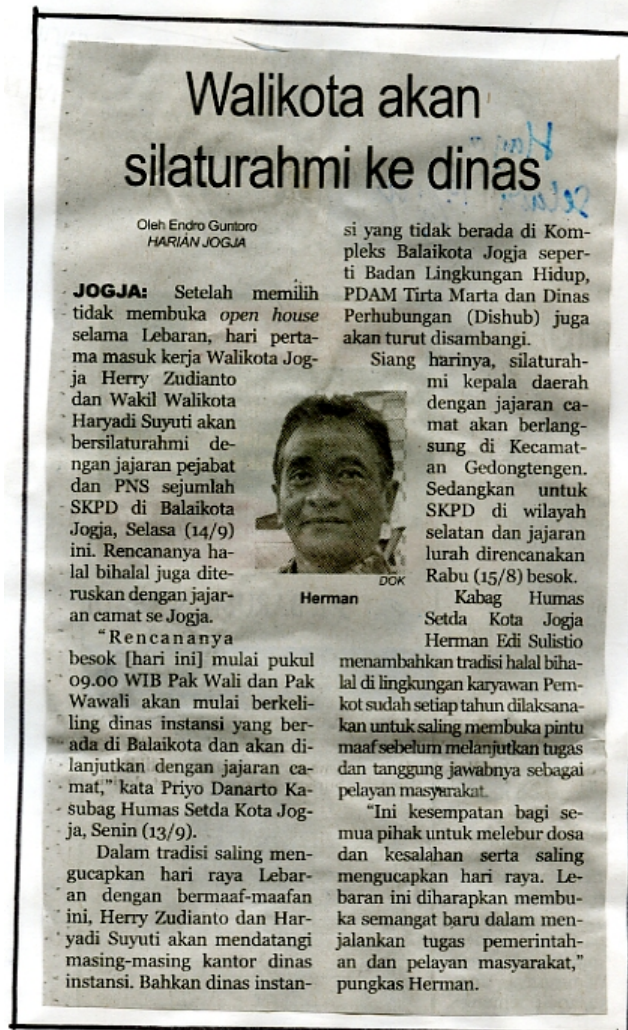 Walikota akan
silaturahmi ke dinas
Oleh Endro Guntoro
HARIAN JOGJA
JOGJA: Setelah memilih
tidak membuka open house
selama Lebaran, hari perta-
ma masuk kerja Walikota Jog-
ja Herry Zudianto
dan Wakil Walikota
Haryadi Suyuti akan
bersilaturahmi de-
ngan jajaran pejabat
dan PNS sejumlah
SKPD di Balaikota
Jogja, Selasa (14/9)
ini. Rencananya ha-
lal bihalal juga dite-
ruskan dengan jajar-
an camat se Jogja.
"Rencananya
besok [hari ini] mulai pukul
09.00 WIB Pak Wali dan Pak
Wawali akan mulai berkeli-
ling dinas instansi yang ber-
ada di Balaikota dan akan di-
lanjutkan dengan jajaran ca-
mat," kata Priyo Danarto Ka-
subag Humas Setda Kota Jog-
ja, Senin (13/9).
Dalam tradisi saling men-
gucapkan hari raya Lebar-
an dengan bermaaf-maafan
ini, Herry Zudianto dan Har-
yadi Suyuti akan mendatangi
masing-masing kantor dinas
instansi. Bahkan dinas instan-
si yang tidak berada di Kom-
pleks Balaikota Jogja seper-
ti Badan Lingkungan Hidup,
PDAM Tirta Marta dan Dinas
Perhubungan (Dishub) juga
akan turut disambangi.
Siang harinya, silaturah-
mi kepala daerah
dengan jajaran ca-
mat akan berlang-
sung di Kecamat-
an Gedongtengen.
Sedangkan untuk
SKPD di wilayah
selatan dan jajaran
lurah direncanakan
Rabu (15/8) besok.
Kabag Humas
Setda Kota Jogja
Herman Edi Sulistio
menambahkan tradisi halal biha-
lal di lingkungan karyawan Pem-
kot sudah setiap tahun dilaksana-
kan untuk saling membuka pintu
maaf sebelum melanjutkan tugas
dan tanggung jawabnya sebagai
pelayan masyarakat.
"Ini kesempatan bagi se-
mua pihak untuk melebur dosa
dan kesalahan serta saling
mengucapkan hari raya. Le-
baran ini diharapkan membu-
ka semangat baru dalam men-
jalankan tugas pemerintah-
an dan pelayan masyarakat,"
pungkas Herman.
DOK
Herman